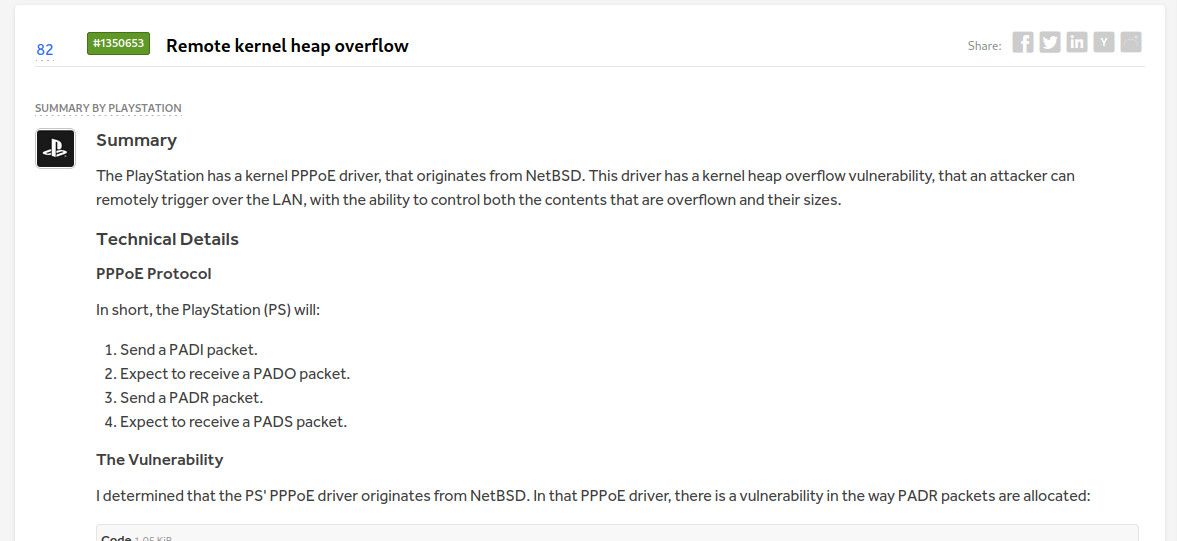 82 #1350653 Remote kernel heap overflow Share: f in Y
SUMMARY BY PLAYSTATION
Summary
The PlayStation has a kernel PPPoE driver, that originates from NetBSD. This driver has a kernel heap overflow vulnerability, that an attacker can
remotely trigger over the LAN, with the ability to control both the contents that are overflown and their sizes.
Technical Details
PPPoE Protocol
In short, the PlayStation (PS) will:
1. Send a PADI packet.
2. Expect to receive a PADO packet.
3. Send a PADR packet.
4. Expect to receive a PADS packet.
The Vulnerability
I determined that the PS' PPPoE driver originates from NetBSD. In that PPPoE driver, there is a vulnerability in the way PADR packets are allocated:
Code 1.05 KiB